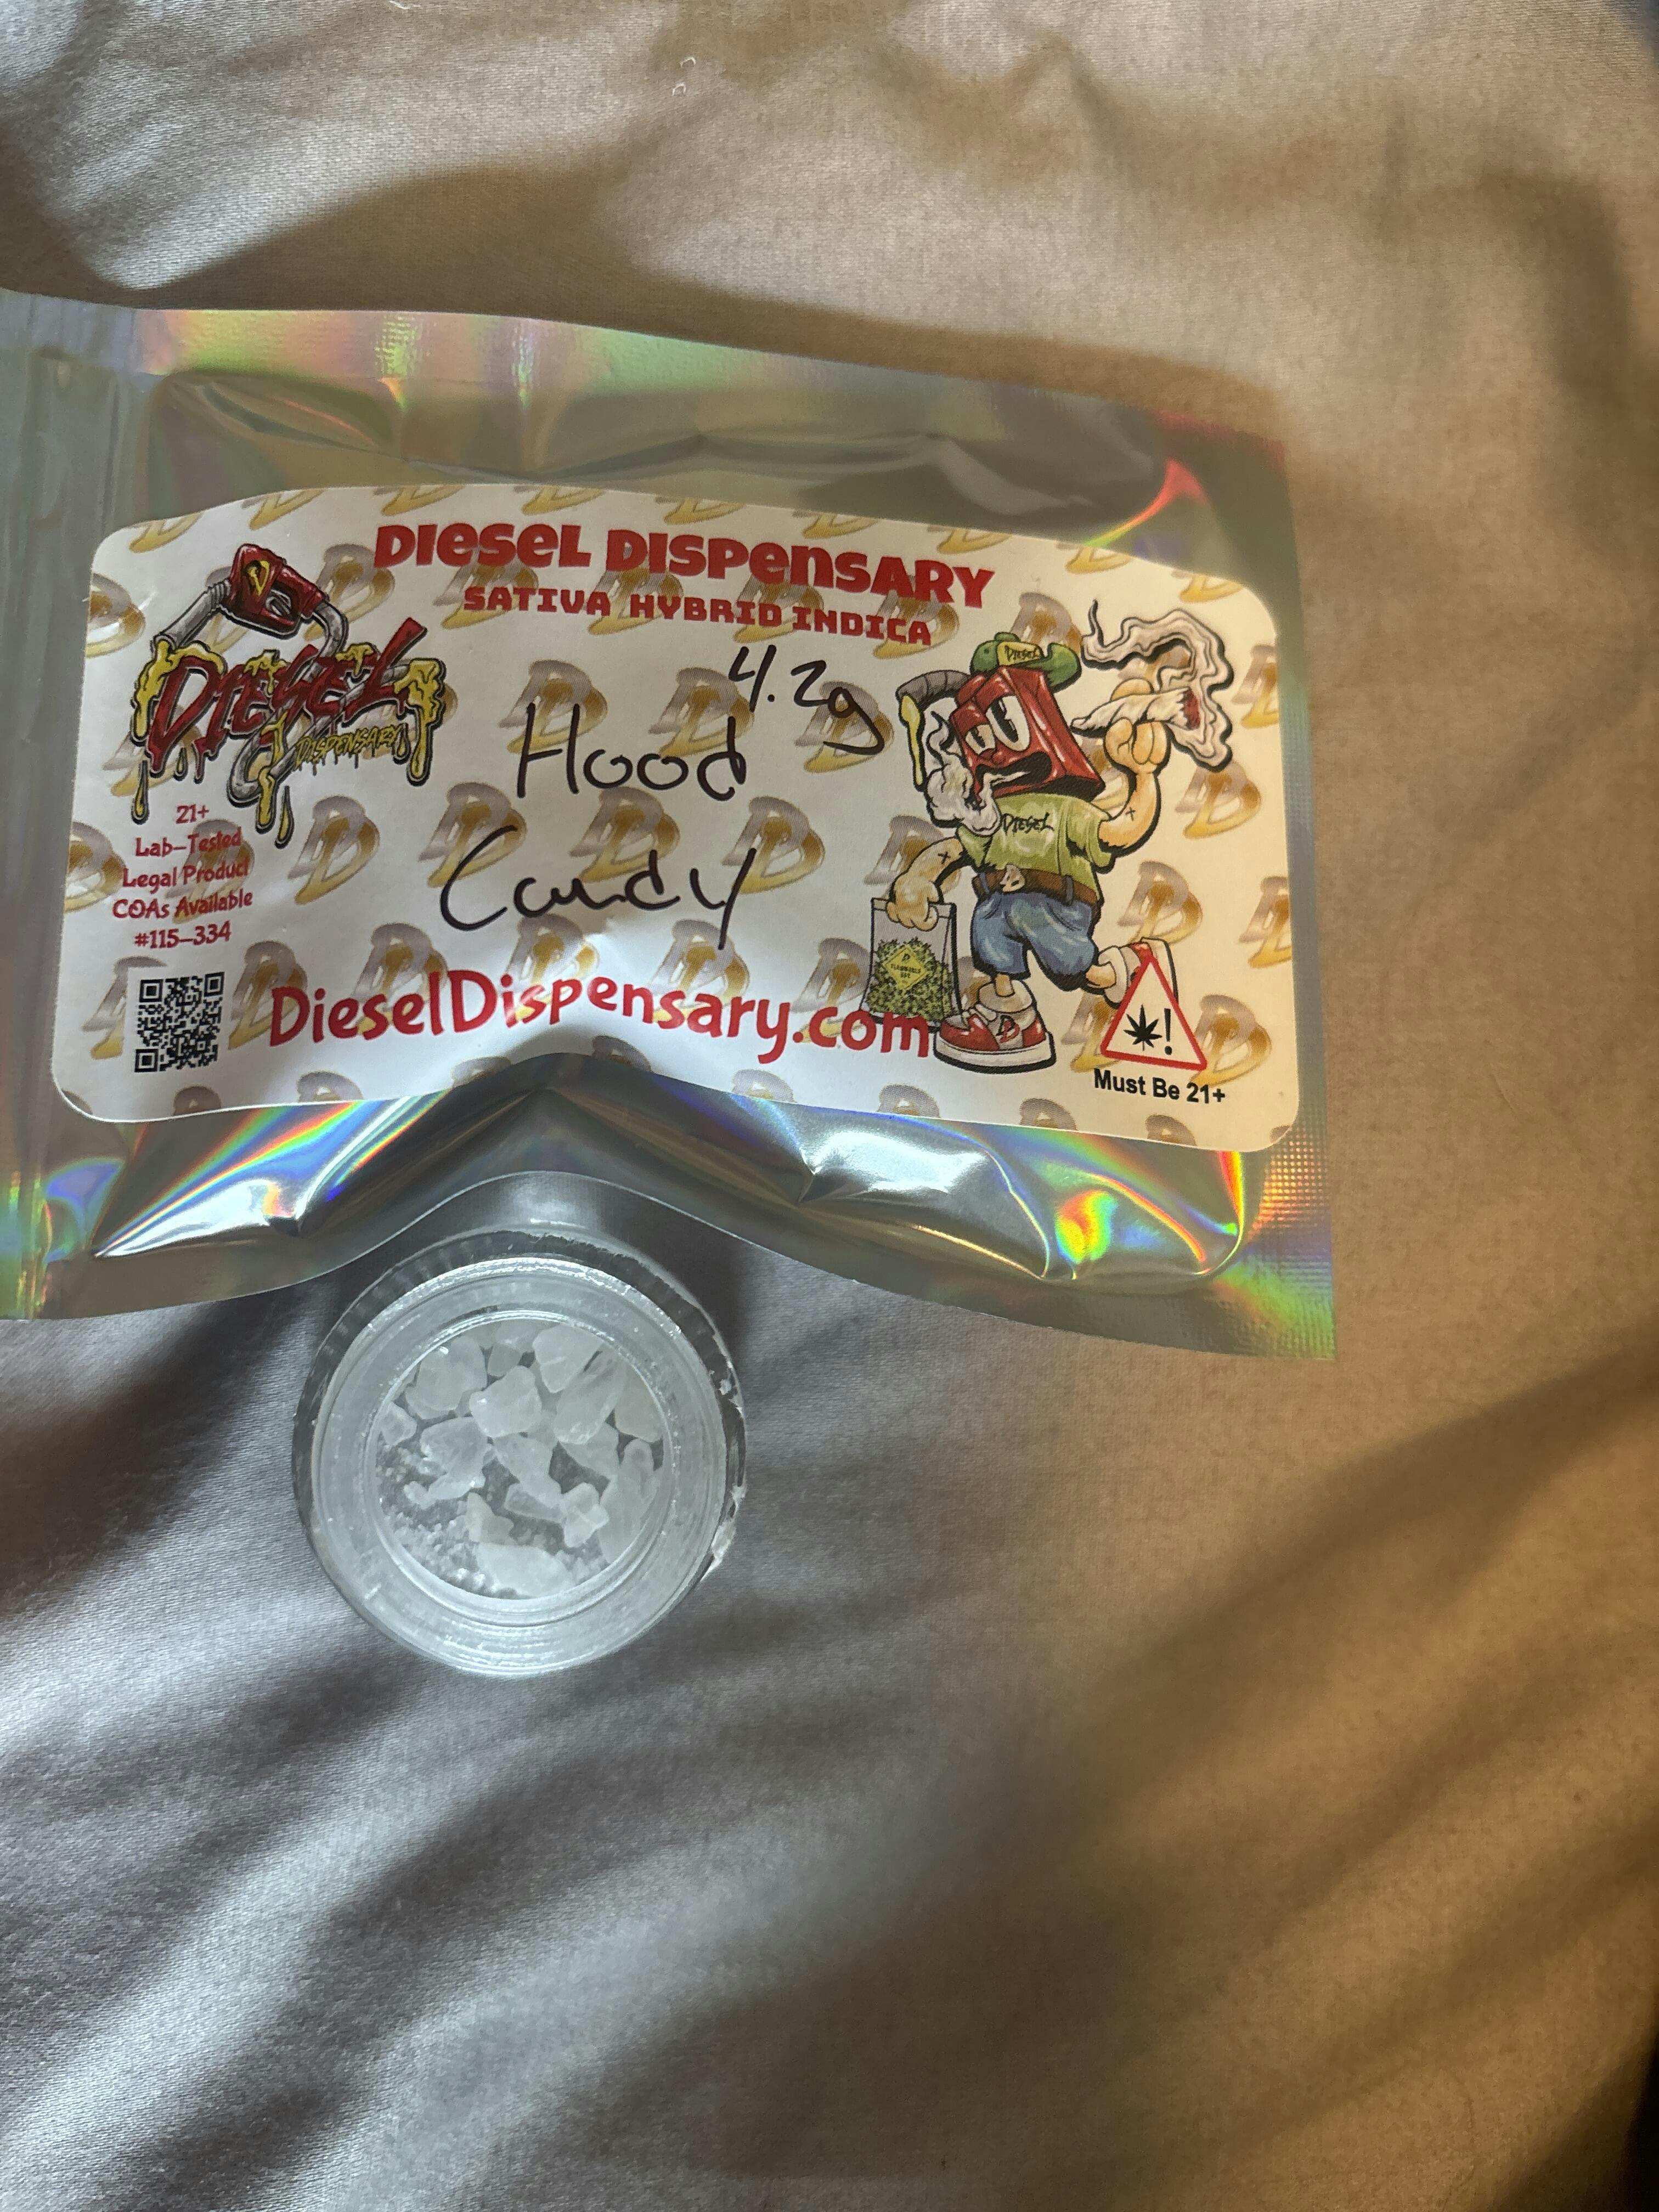 DIESEL DISPENSARY
SATIVA HYBRID INDICA
4.2g
Hood
Candy
DIESEL
DISPENSARY
21+
Lab-Tested
Legal Product
COAs Available
#115-334
DieselDispensary.com
DIESEL
DIESEL
!
Must Be 21+